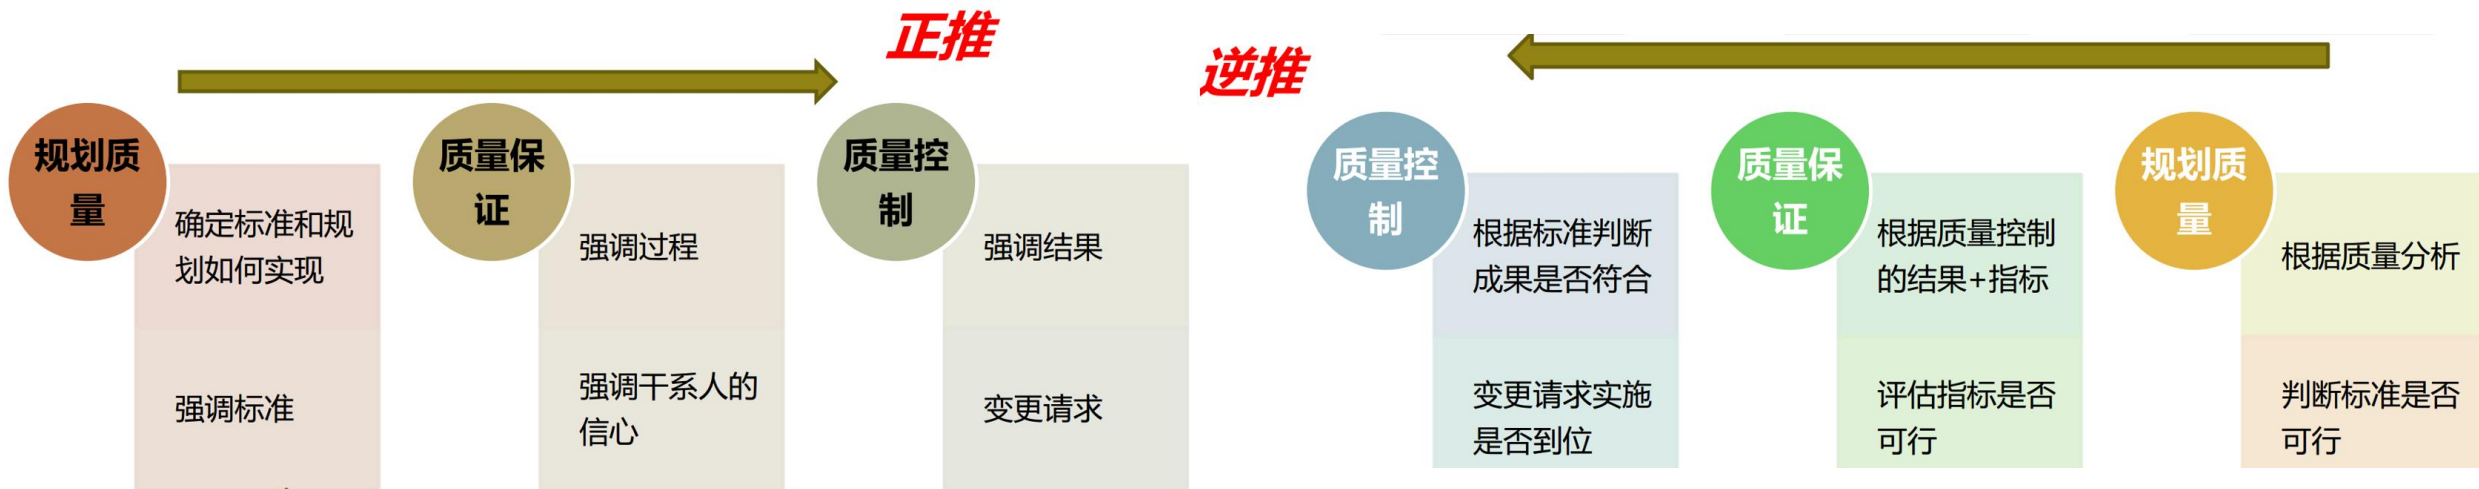 正推
规划质
量
确定标准和规
划如何实现
强调标准
质量保
证
强调过程
强调干系人的
信心
质量控
制
强调结果
变更请求
逆推
质量控
制
根据标准判断
成果是否符合
变更请求实施
是否到位
质量保
证
根据质量控制
的结果+指标
评估指标是否
可行
规划质
量
根据质量分析
判断标准是否
可行